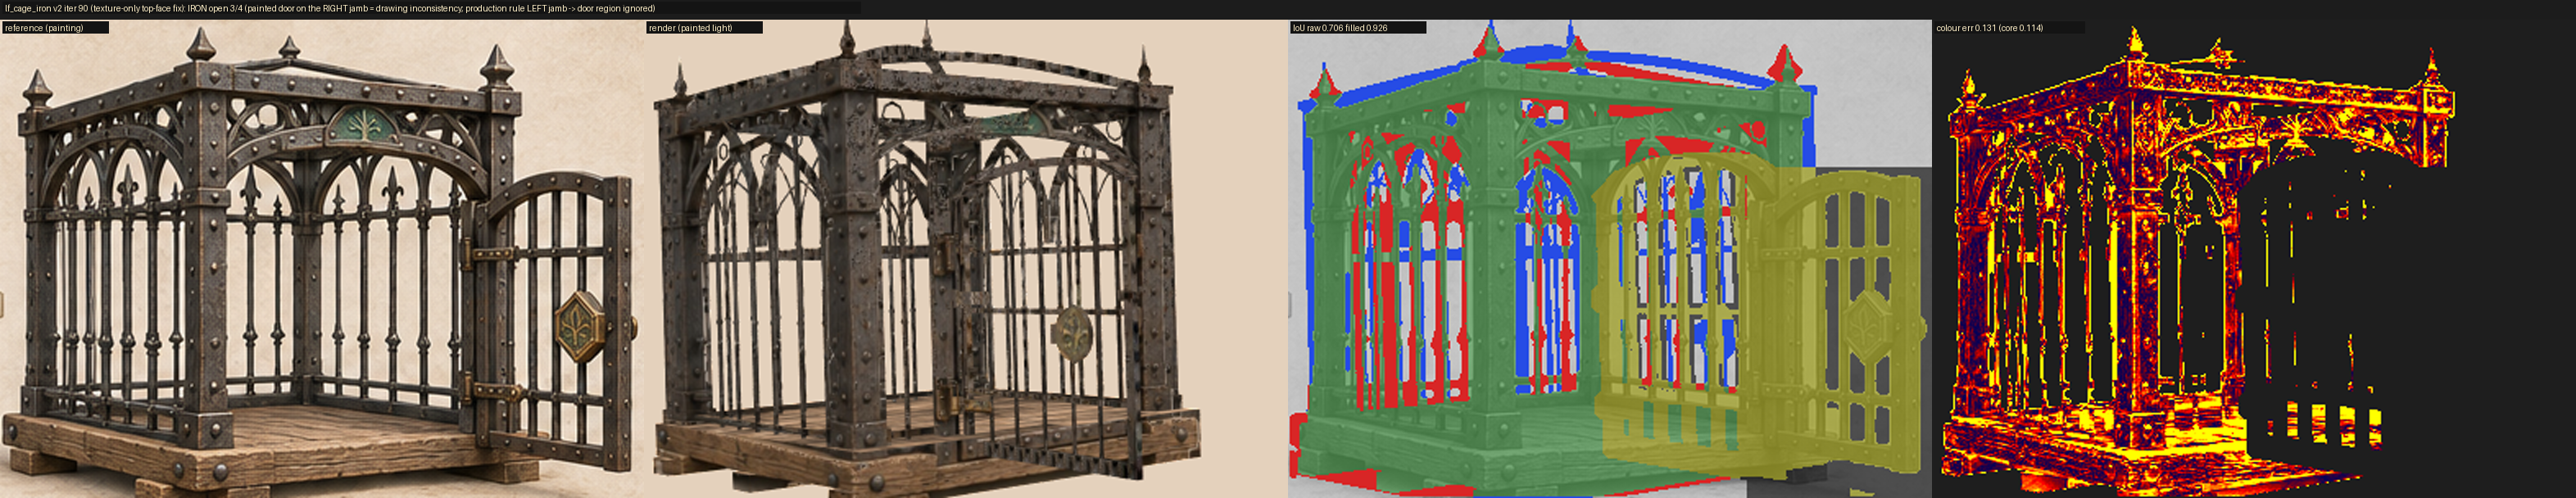 lf_cage_iron v2 iter 90 (texture-only top-face fix): IRON open 3/4 (painted door on the RIGHT jamb = drawing inconsistency; production rule LEFT jamb -> door region ignored)
reference (painting)
render (painted light)
IoU raw 0.706 filled 0.926
colour err 0.131 (core 0.114)